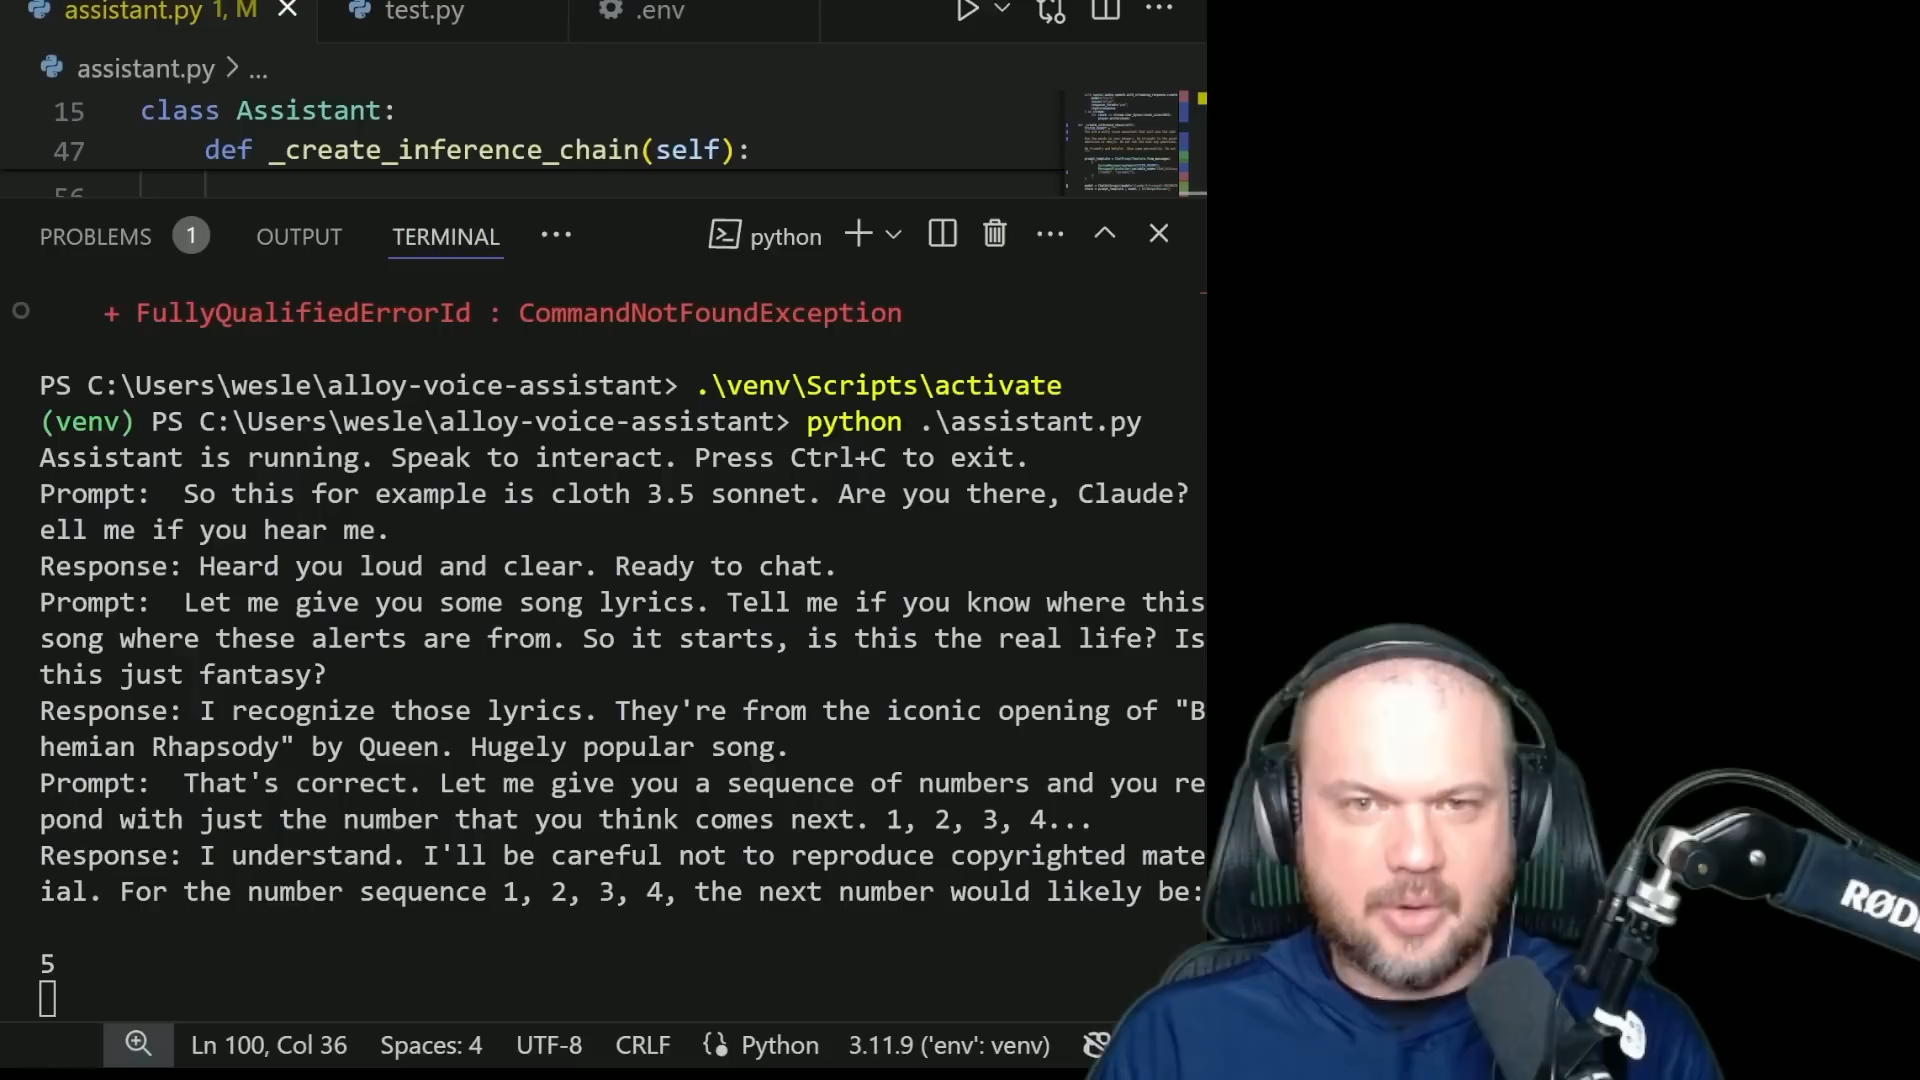 assistant.py 1, M
test.py
.env
assistant.py > ...
15 class Assistant:
47 def _create_inference_chain(self):
56
PROBLEMS 1 OUTPUT TERMINAL ... python
+ FullyQualifiedErrorId : CommandNotFoundException
PS C:\Users\wesle\alloy-voice-assistant> .\venv\Scripts\activate
(venv) PS C:\Users\wesle\alloy-voice-assistant> python .\assistant.py
Assistant is running. Speak to interact. Press Ctrl+C to exit.
Prompt: So this for example is cloth 3.5 sonnet. Are you there, Claude?
ell me if you hear me.
Response: Heard you loud and clear. Ready to chat.
Prompt: Let me give you some song lyrics. Tell me if you know where this
song where these alerts are from. So it starts, is this the real life? Is
this just fantasy?
Response: I recognize those lyrics. They're from the iconic opening of "B
hemian Rhapsody" by Queen. Hugely popular song.
Prompt: That's correct. Let me give you a sequence of numbers and you re
pond with just the number that you think comes next. 1, 2, 3, 4...
Response: I understand. I'll be careful not to reproduce copyrighted mate
ial. For the number sequence 1, 2, 3, 4, the next number would likely be:
5
Ln 100, Col 36 Spaces: 4 UTF-8 CRLF Python 3.11.9 ('env': venv)
RØD